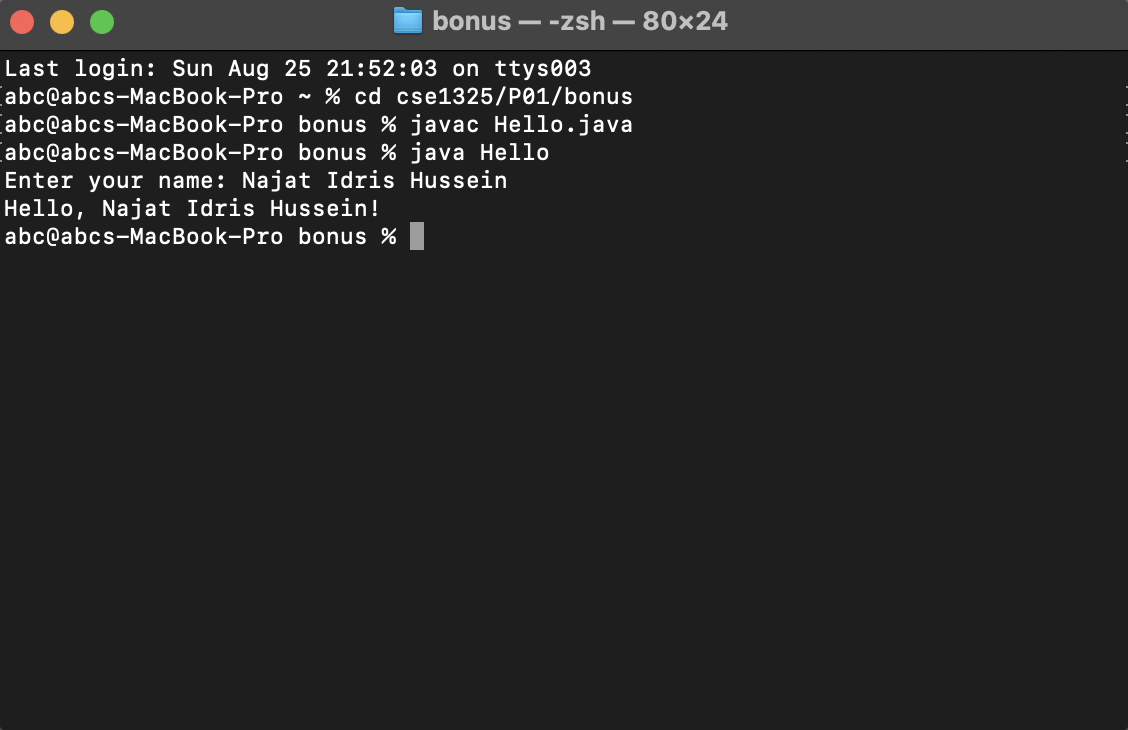 bonus — -zsh — 80×24
Last login: Sun Aug 25 21:52:03 on ttys003
abc@abcs-MacBook-Pro ~ % cd cse1325/P01/bonus
abc@abcs-MacBook-Pro bonus % javac Hello.java
abc@abcs-MacBook-Pro bonus % java Hello
Enter your name: Najat Idris Hussein
Hello, Najat Idris Hussein!
abc@abcs-MacBook-Pro bonus %